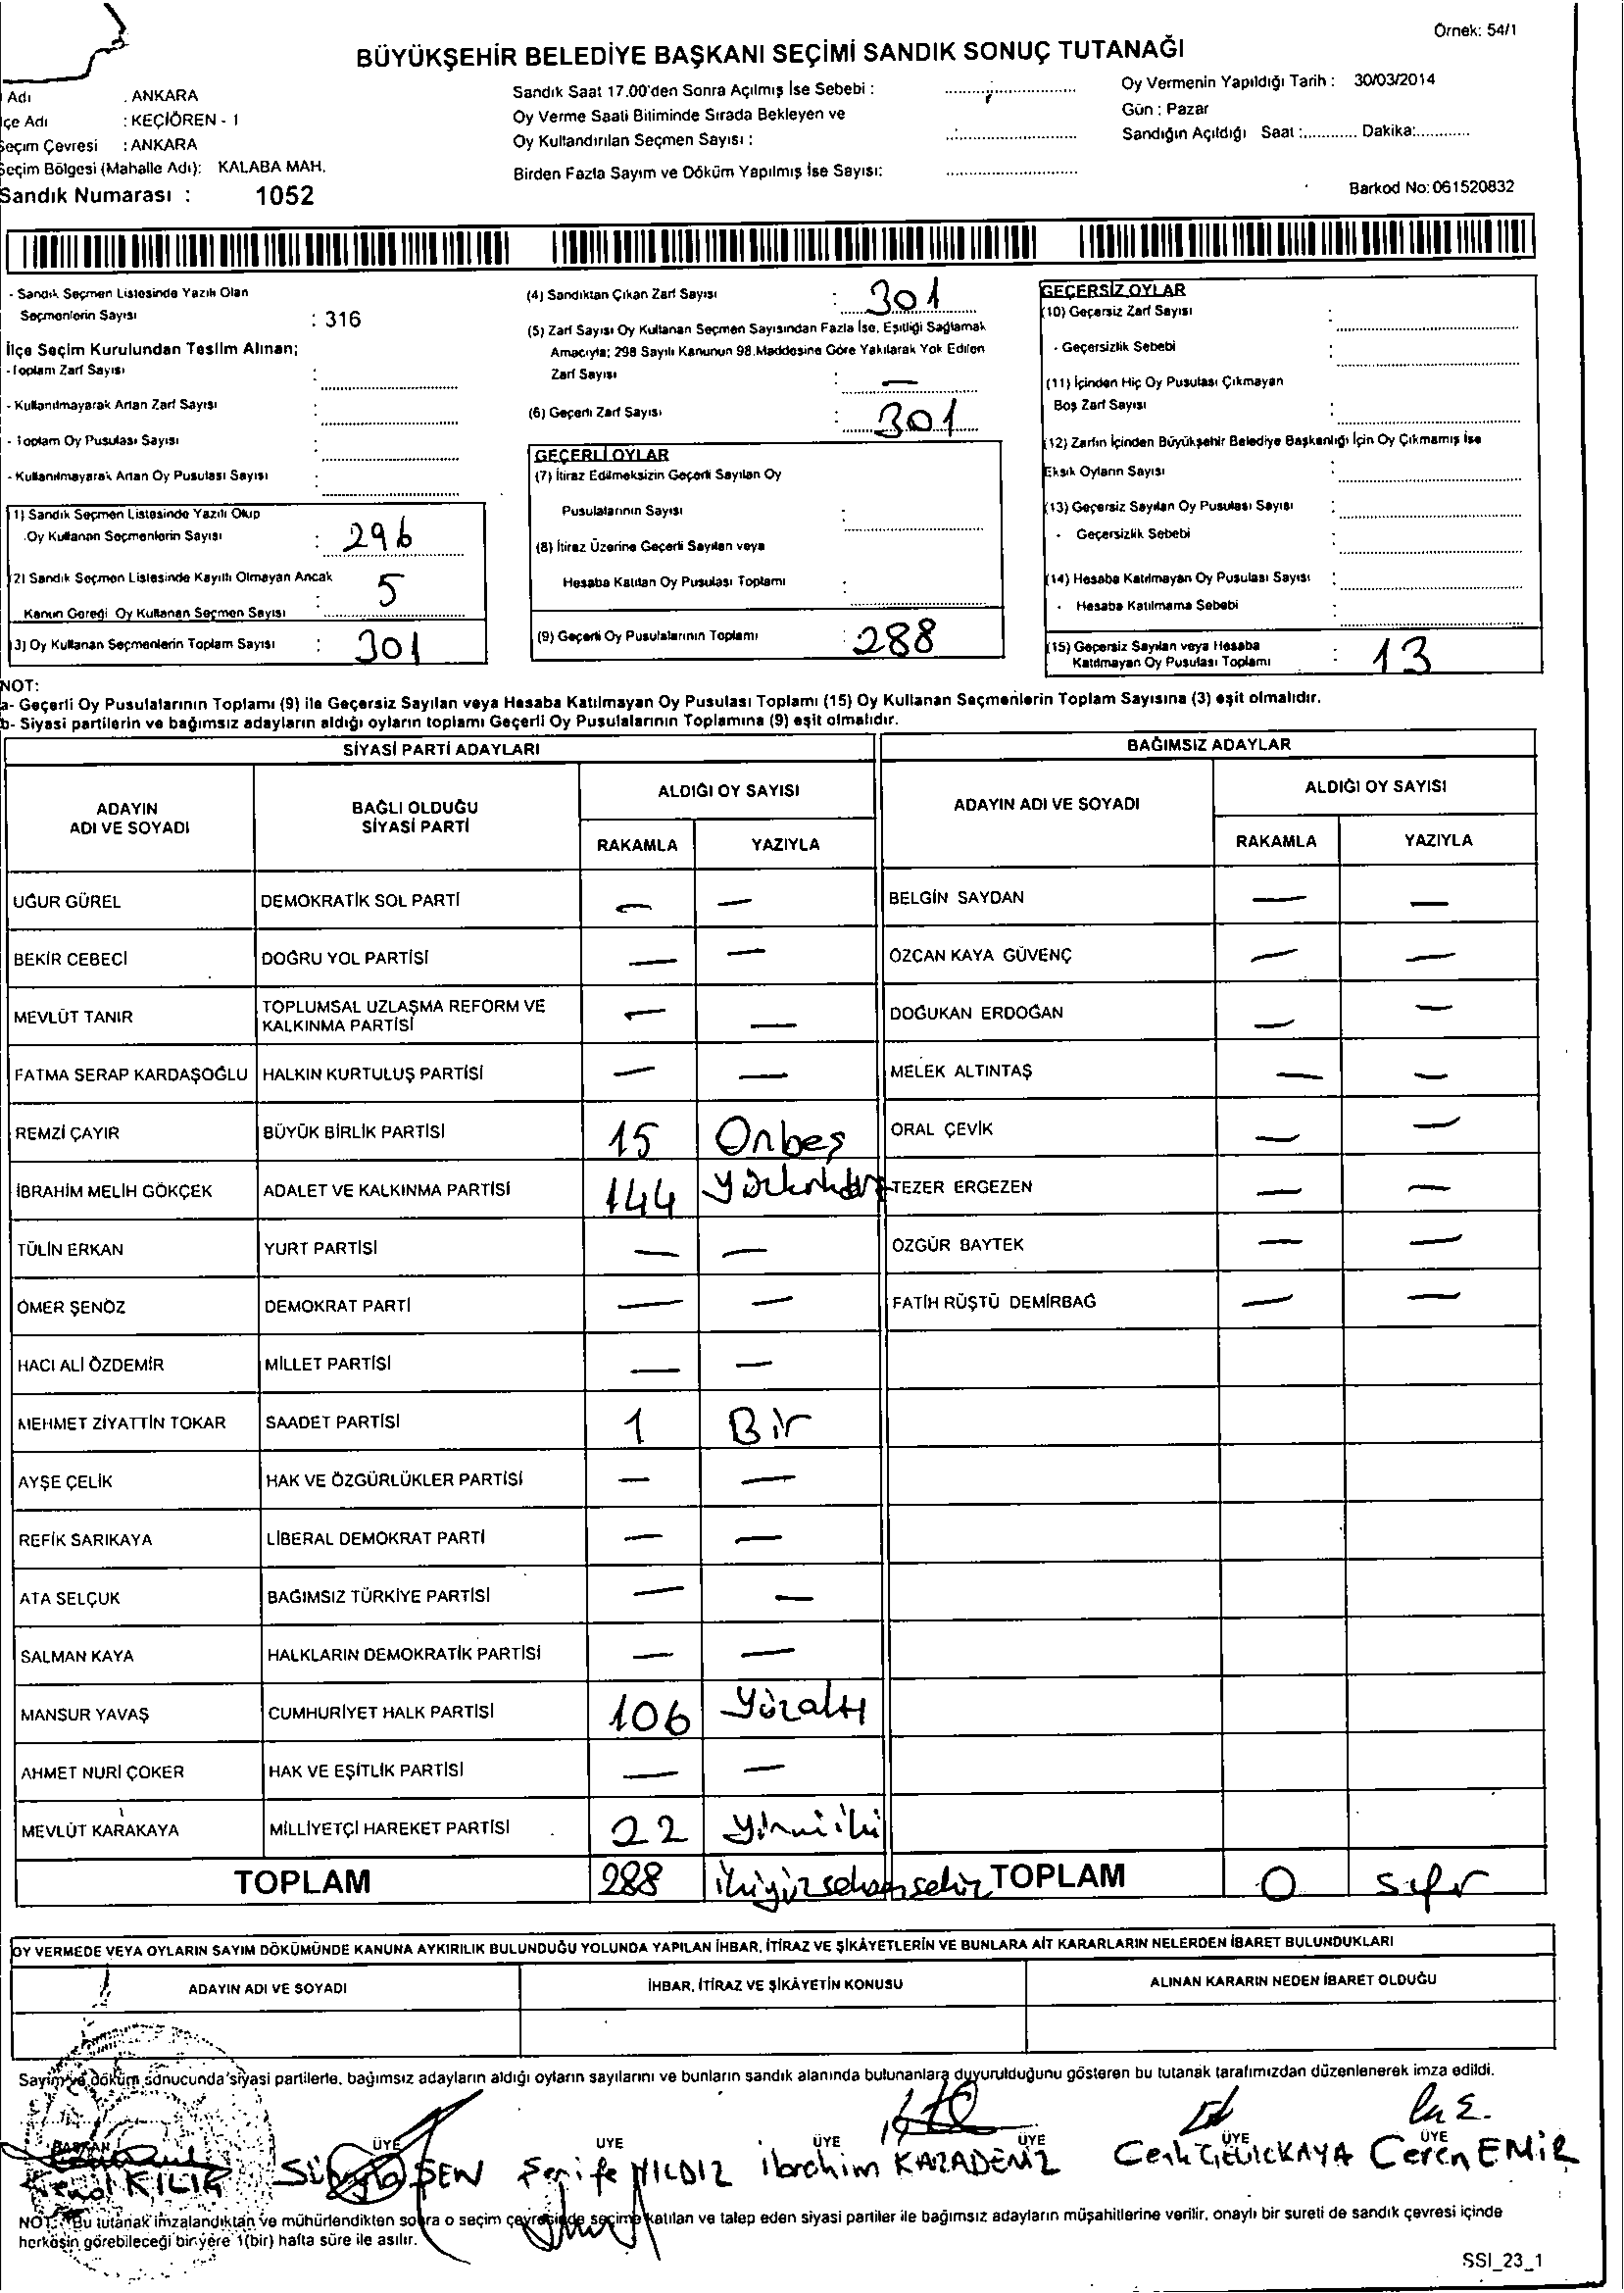 Örnek: 54/1
BÜYÜKŞEHİR BELEDİYE BAŞKANI SEÇİMİ SANDIK SONUÇ TUTANAĞI
Adı : ANKARA
çe Adı : KEÇİÖREN - 1
Seçim Çevresi : ANKARA
Seçim Bölgesi (Mahalle Adı): KALABA MAH.
Sandık Numarası : 1052
Sandık Saat 17.00'den Sonra Açılmış İse Sebebi :
Oy Verme Saati Bitiminde Sırada Bekleyen ve
Oy Kullandırılan Seçmen Sayısı :
Birden Fazla Sayım ve Döküm Yapılmış İse Sayısı:
Oy Vermenin Yapıldığı Tarih : 30/03/2014
Gün : Pazar
Sandığın Açıldığı Saat :............ Dakika:...........
Barkod No: 061520832
- Sandık Seçmen Listesinde Yazılı Olan
Seçmenlerin Sayısı : 316
İlçe Seçim Kurulundan Teslim Alınan;
- Toplam Zarf Sayısı :
- Kullanılmayarak Artan Zarf Sayısı :
- Toplam Oy Pusulası Sayısı :
- Kullanılmayarak Artan Oy Pusulası Sayısı :
(1) Sandık Seçmen Listesinde Yazılı Olup
Oy Kullanan Seçmenlerin Sayısı : 296
(2) Sandık Seçmen Listesinde Kayıtlı Olmayan Ancak
Kanun Gereği Oy Kullanan Seçmen Sayısı : 5
(3) Oy Kullanan Seçmenlerin Toplam Sayısı : 301
(4) Sandıktan Çıkan Zarf Sayısı : 301
(5) Zarf Sayısı Oy Kullanan Seçmen Sayısından Fazla İse, Eşitliği Sağlamak
Amacıyla; 298 Sayılı Kanunun 98.Maddesine Göre Yakılarak Yok Edilen
Zarf Sayısı : —
(6) Geçerli Zarf Sayısı : 301
GEÇERLİ OYLAR
(7) İtiraz Edilmeksizin Geçerli Sayılan Oy
Pusulalarının Sayısı :
(8) İtiraz Üzerine Geçerli Sayılan veya
Hesaba Katılan Oy Pusulası Toplamı :
(9) Geçerli Oy Pusulalarının Toplamı : 288
GEÇERSİZ OYLAR
(10) Geçersiz Zarf Sayısı :
- Geçersizlik Sebebi :
(11) İçinden Hiç Oy Pusulası Çıkmayan
Boş Zarf Sayısı :
(12) Zarfın İçinden Büyükşehir Belediye Başkanlığı İçin Oy Çıkmamış İse
Eksik Oyların Sayısı :
(13) Geçersiz Sayılan Oy Pusulası Sayısı :
- Geçersizlik Sebebi :
(14) Hesaba Katılmayan Oy Pusulası Sayısı :
- Hesaba Katılmama Sebebi :
(15) Geçersiz Sayılan veya Hesaba
Katılmayan Oy Pusulası Toplamı : 13
NOT:
a- Geçerli Oy Pusulalarının Toplamı (9) ile Geçersiz Sayılan veya Hesaba Katılmayan Oy Pusulası Toplamı (15) Oy Kullanan Seçmenlerin Toplam Sayısına (3) eşit olmalıdır.
b- Siyasi partilerin ve bağımsız adayların aldığı oyların toplamı Geçerli Oy Pusulalarının Toplamına (9) eşit olmalıdır.
SİYASİ PARTİ ADAYLARI
ADAYIN ADI VE SOYADI BAĞLI OLDUĞU SİYASİ PARTİ ALDIĞI OY SAYISI
RAKAMLA YAZIYLA
UĞUR GÜREL DEMOKRATİK SOL PARTİ — —
BEKİR CEBECİ DOĞRU YOL PARTİSİ — —
MEVLÜT TANIR TOPLUMSAL UZLAŞMA REFORM VE KALKINMA PARTİSİ — —
FATMA SERAP KARDAŞOĞLU HALKIN KURTULUŞ PARTİSİ — —
REMZİ ÇAYIR BÜYÜK BİRLİK PARTİSİ 15 Onbeş
İBRAHİM MELİH GÖKÇEK ADALET VE KALKINMA PARTİSİ 144
TÜLİN ERKAN YURT PARTİSİ — —
ÖMER ŞENÖZ DEMOKRAT PARTİ — —
HACI ALİ ÖZDEMİR MİLLET PARTİSİ — —
MEHMET ZİYATTİN TOKAR SAADET PARTİSİ 1 Bir
AYŞE ÇELİK HAK VE ÖZGÜRLÜKLER PARTİSİ — —
REFİK SARIKAYA LİBERAL DEMOKRAT PARTİ — —
ATA SELÇUK BAĞIMSIZ TÜRKİYE PARTİSİ — —
SALMAN KAYA HALKLARIN DEMOKRATİK PARTİSİ — —
MANSUR YAVAŞ CUMHURİYET HALK PARTİSİ 106 Yüzaltı
AHMET NURİ ÇOKER HAK VE EŞİTLİK PARTİSİ — —
MEVLÜT KARAKAYA MİLLİYETÇİ HAREKET PARTİSİ 22 Yirmiiki
TOPLAM 288 ikiyüzseksensekiz
BAĞIMSIZ ADAYLAR
ADAYIN ADI VE SOYADI ALDIĞI OY SAYISI
RAKAMLA YAZIYLA
BELGİN SAYDAN — —
ÖZCAN KAYA GÜVENÇ — —
DOĞUKAN ERDOĞAN — —
MELEK ALTINTAŞ — —
ORAL ÇEVİK — —
TEZER ERGEZEN — —
ÖZGÜR BAYTEK — —
FATİH RÜŞTÜ DEMİRBAĞ — —
TOPLAM 0 sıfır
OY VERMEDE VEYA OYLARIN SAYIM DÖKÜMÜNDE KANUNA AYKIRILIK BULUNDUĞU YOLUNDA YAPILAN İHBAR, İTİRAZ VE ŞİKÂYETLERİN VE BUNLARA AİT KARARLARIN NELERDEN İBARET BULUNDUKLARI
ADAYIN ADI VE SOYADI İHBAR, İTİRAZ VE ŞİKÂYETİN KONUSU ALINAN KARARIN NEDEN İBARET OLDUĞU
Sayım ve döküm sonucunda siyasi partilerle, bağımsız adayların aldığı oyların sayılarını ve bunların sandık alanında bulunanlara duyurulduğunu gösteren bu tutanak tarafımızdan düzenlenerek imza edildi.
BAŞKAN ÜYE ÜYE ÜYE ÜYE ÜYE ÜYE
KILIÇ ŞEN Şerife YILDIZ İbrahim KARADENİZ Ceren EMİR
NOT: Bu tutanak imzalandıktan ve mühürlendikten sonra o seçim çevresinde seçime katılan ve talep eden siyasi partiler ile bağımsız adayların müşahitlerine verilir, onaylı bir sureti de sandık çevresi içinde
herkesin görebileceği bir yere 1(bir) hafta süre ile asılır.
SSI_23_1